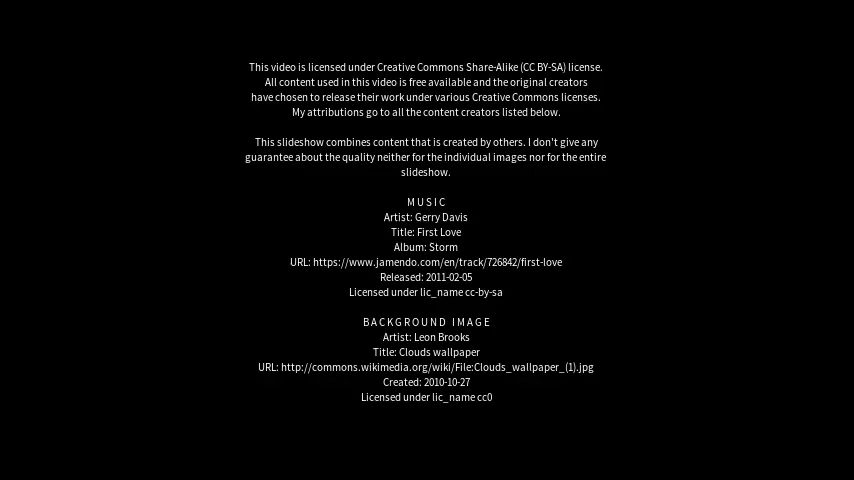 This video is licensed under Creative Commons Share-Alike (CC BY-SA) license.
All content used in this video is free available and the original creators
have chosen to release their work under various Creative Commons licenses.
My attributions go to all the content creators listed below.
This slideshow combines content that is created by others. I don't give any
guarantee about the quality neither for the individual images nor for the entire
slideshow.
M U S I C
Artist: Gerry Davis
Title: First Love
Album: Storm
URL: https://www.jamendo.com/en/track/726842/first-love
Released: 2011-02-05
Licensed under lic_name cc-by-sa
B A C K G R O U N D   I M A G E
Artist: Leon Brooks
Title: Clouds wallpaper
URL: http://commons.wikimedia.org/wiki/File:Clouds_wallpaper_(1).jpg
Created: 2010-10-27
Licensed under lic_name cc0